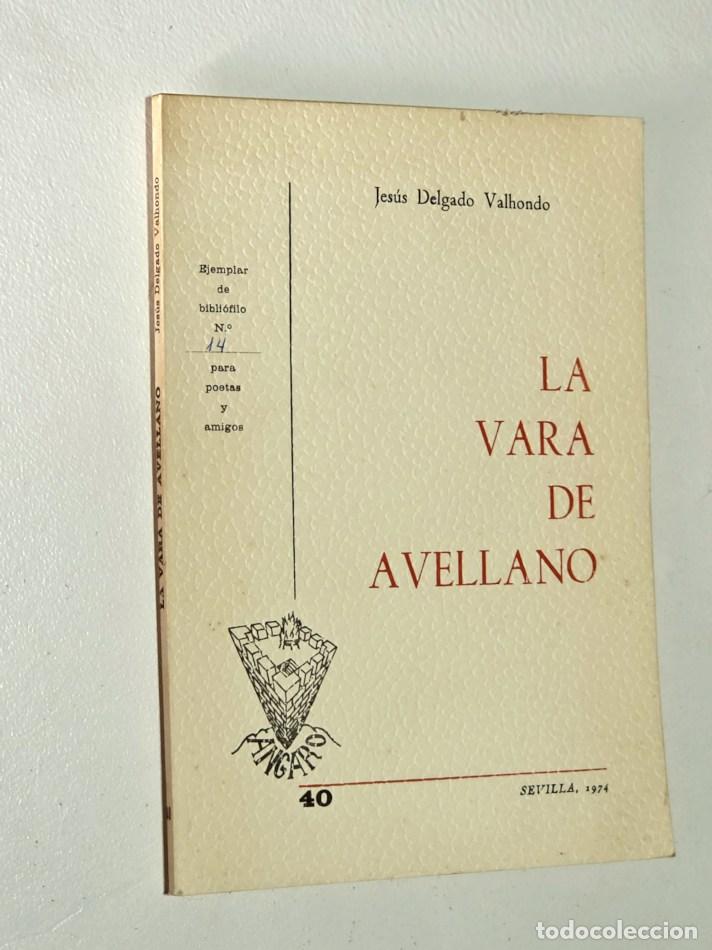 Jesús Delgado Valhondo
LA VARA DE AVELLANO
Jesús Delgado Valhondo
Ejemplar
de
bibliófilo
N.º
14
para
poetas
y
amigos
LA
VARA
DE
AVELLANO
ANGARO
40
SEVILLA, 1974
todocoleccion